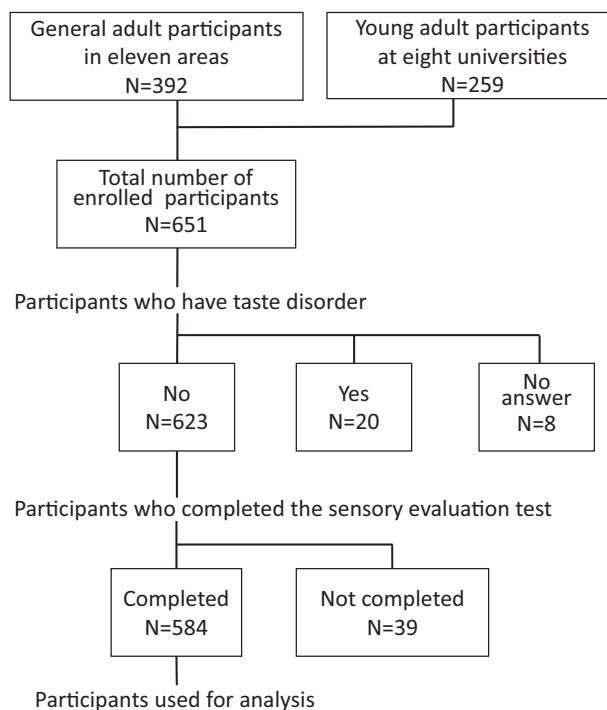 General adult participants
in eleven areas
N=392
Young adult participants
at eight universities
N=259
Total number of
enrolled participants
N=651
Participants who have taste disorder
No
N=623
Yes
N=20
No
answer
N=8
Participants who completed the sensory evaluation test
Completed
N=584
Not completed
N=39
Participants used for analysis